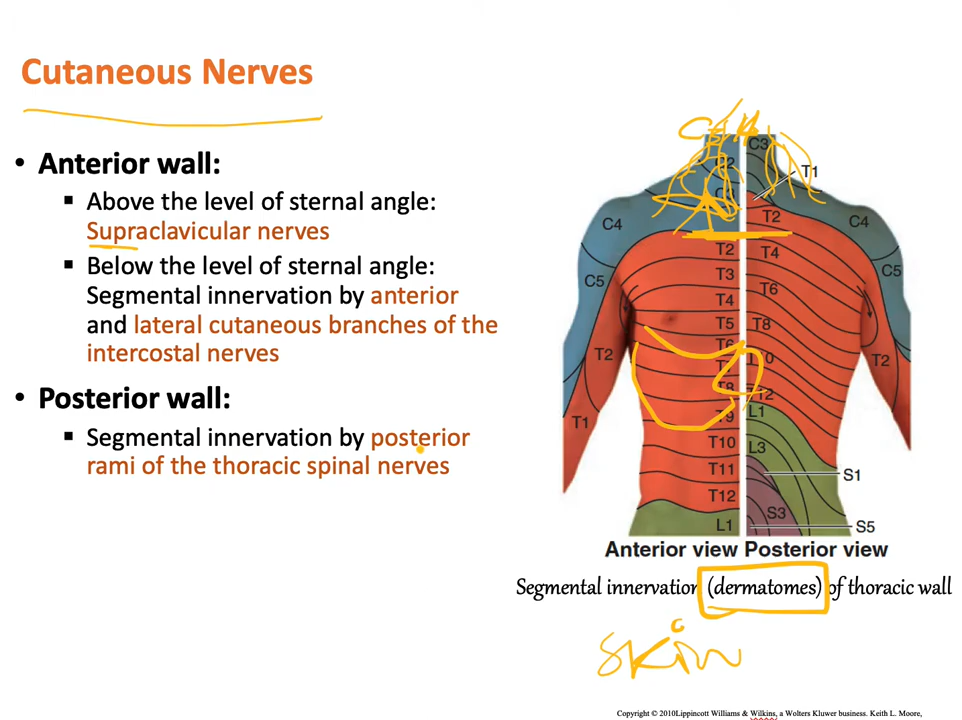 Cutaneous Nerves
• Anterior wall:
▪ Above the level of sternal angle:
Supraclavicular nerves
▪ Below the level of sternal angle:
Segmental innervation by anterior
and lateral cutaneous branches of the
intercostal nerves
• Posterior wall:
▪ Segmental innervation by posterior
rami of the thoracic spinal nerves
C3
T1
C4
T2
C4
T2
T4
C5
T3
C5
T6
T4
T5
T8
T2
T2
T8
L1
T1
T9
T10
L3
T11
S1
T12
S3
L1
S5
Anterior view Posterior view
Segmental innervation (dermatomes) of thoracic wall
skin
Copyright © 2010Lippincott Williams & Wilkins, a Wolters Kluwer business. Keith L. Moore,